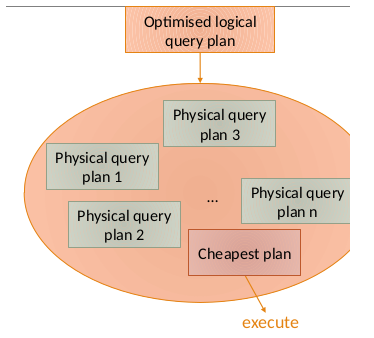 Optimised logical
query plan
Physical query
plan 3
Physical query
plan 1
Physical query
plan n
...
Physical query
plan 2
Cheapest plan
execute